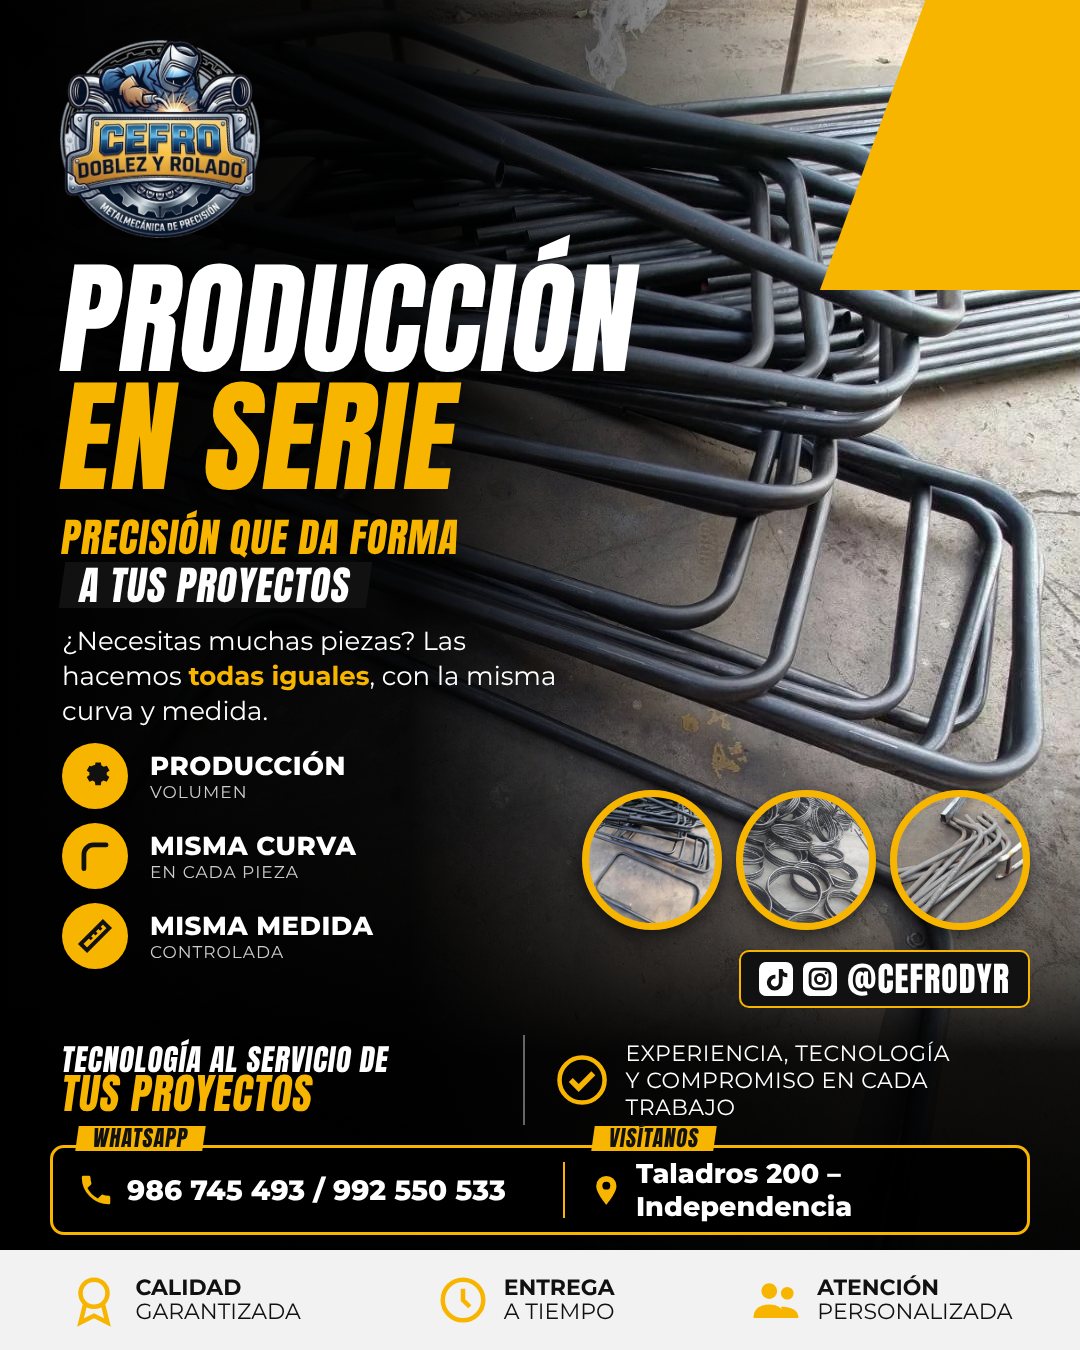 CEFRO
DOBLEZ Y ROLADO
METALMECÁNICA DE PRECISIÓN
PRODUCCIÓN
EN SERIE
PRECISIÓN QUE DA FORMA
A TUS PROYECTOS
¿Necesitas muchas piezas? Las
hacemos todas iguales, con la misma
curva y medida.
PRODUCCIÓN
VOLUMEN
MISMA CURVA
EN CADA PIEZA
MISMA MEDIDA
CONTROLADA
@CEFRODYR
TECNOLOGÍA AL SERVICIO DE
TUS PROYECTOS
EXPERIENCIA, TECNOLOGÍA
Y COMPROMISO EN CADA
TRABAJO
WHATSAPP
986 745 493 / 992 550 533
VISÍTANOS
Taladros 200 –
Independencia
CALIDAD
GARANTIZADA
ENTREGA
A TIEMPO
ATENCIÓN
PERSONALIZADA